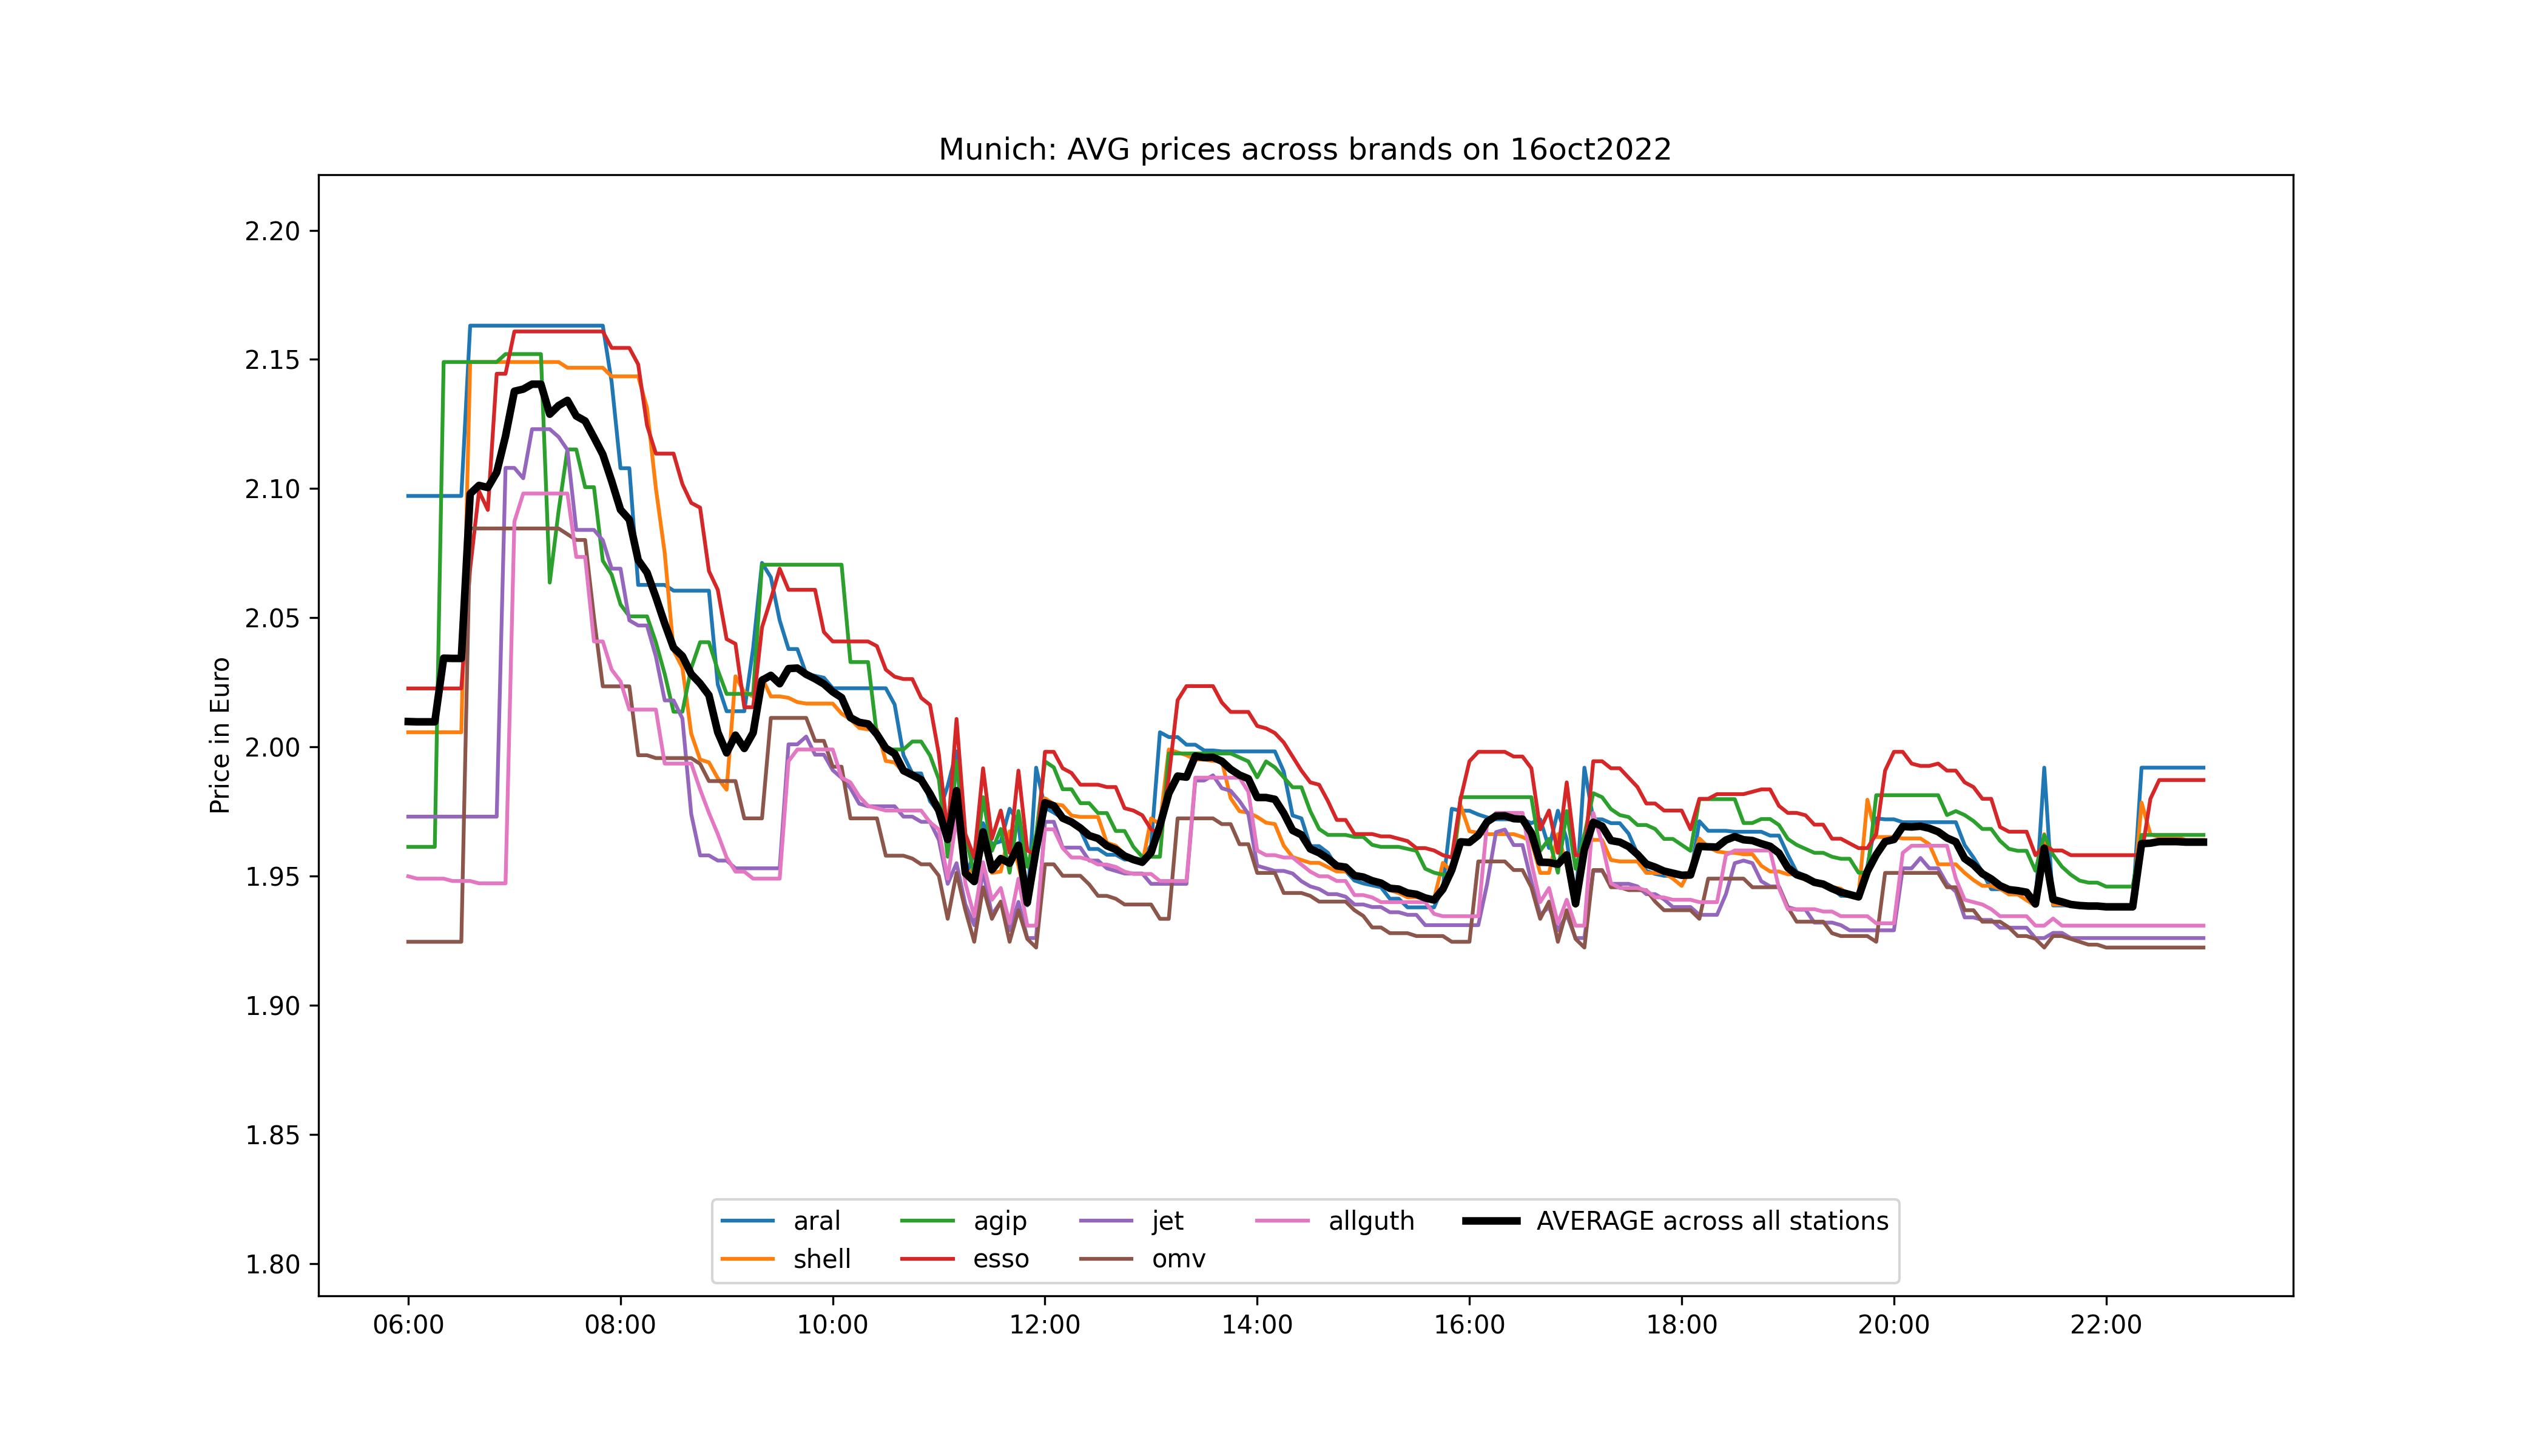 Munich: AVG prices across brands on 16oct2022
Price in Euro
2.20
2.15
2.10
2.05
2.00
1.95
1.90
1.85
1.80
aral
shell
agip
esso
jet
omv
allguth
AVERAGE across all stations
06:00 08:00 10:00 12:00 14:00 16:00 18:00 20:00 22:00